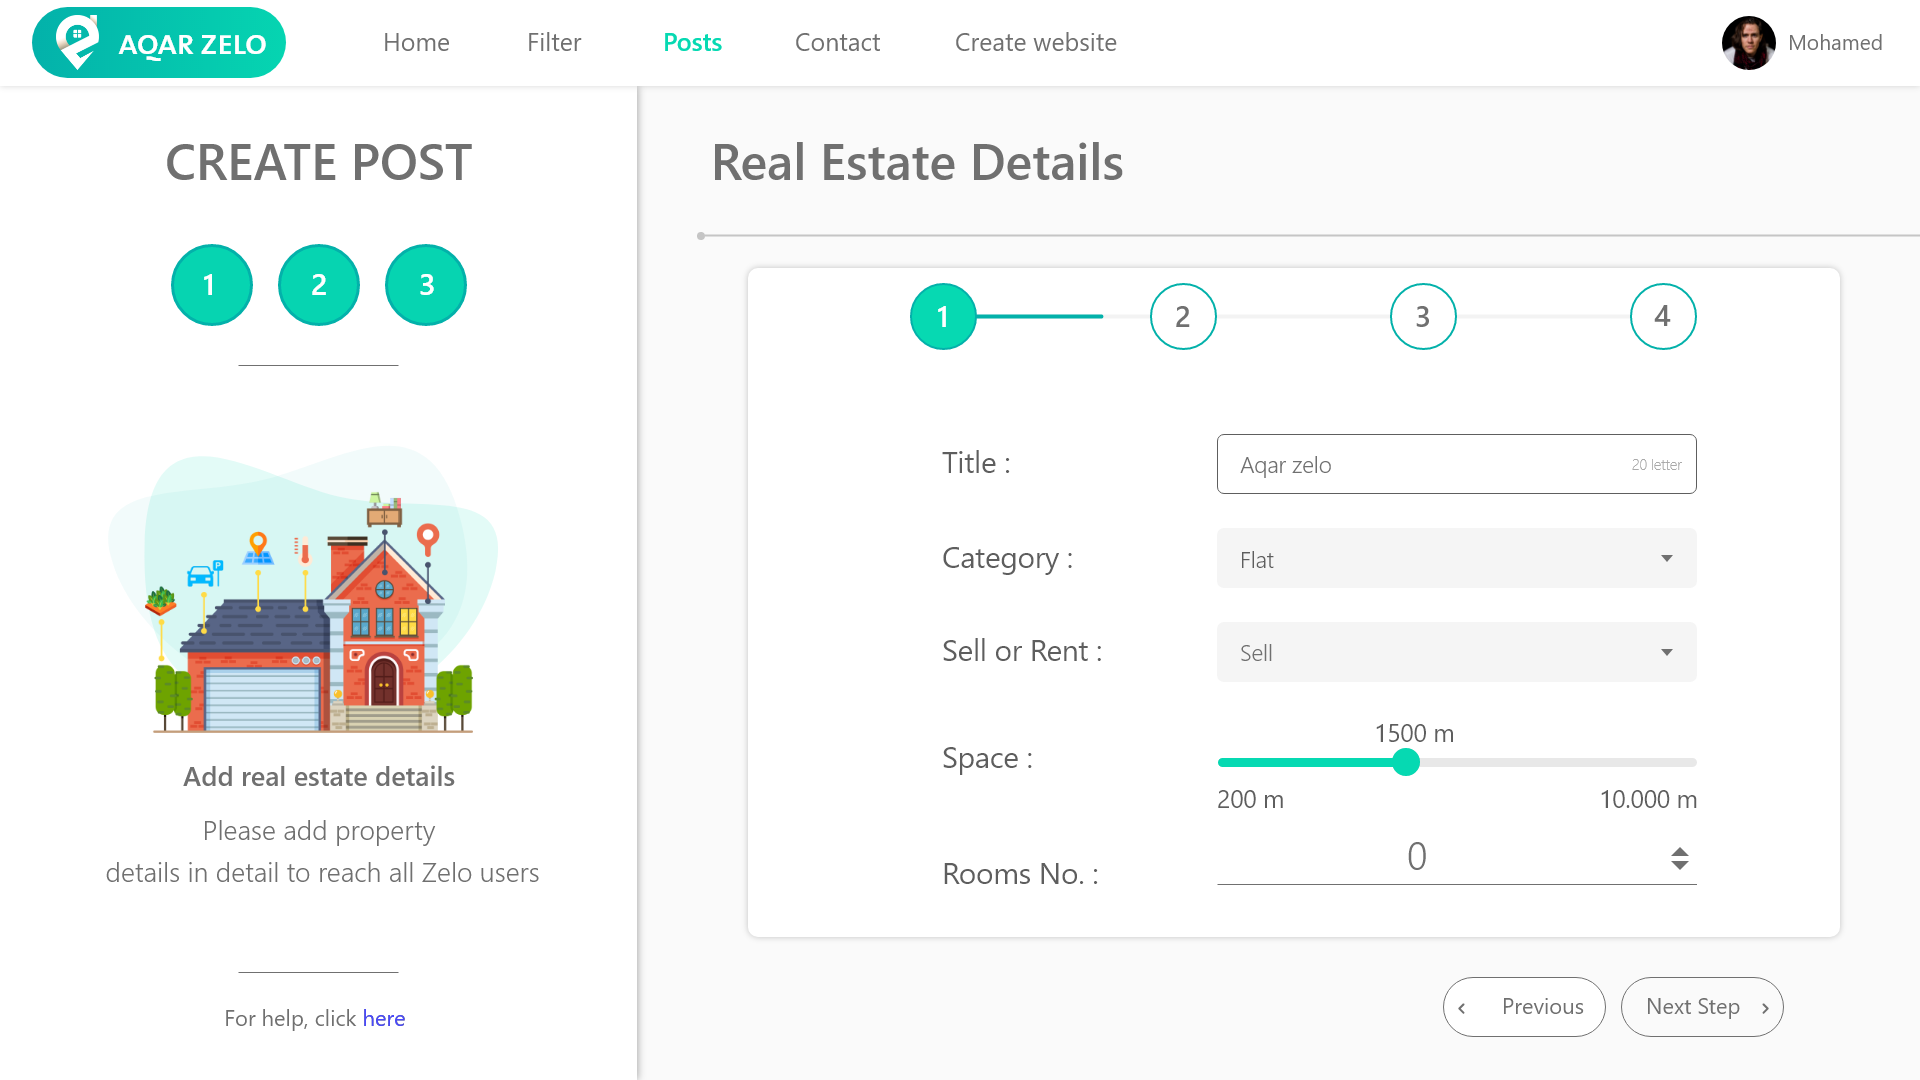 AQAR ZELO
Home
Filter
Posts
Contact
Create website
Mohamed
CREATE POST
1
2
3
Add real estate details
Please add property
details in detail to reach all Zelo users
For help, click here
Real Estate Details
1
2
3
4
Title :
Aqar zelo
20 letter
Category :
Flat
Sell or Rent :
Sell
Space :
1500 m
200 m
10.000 m
Rooms No. :
0
Previous
Next Step